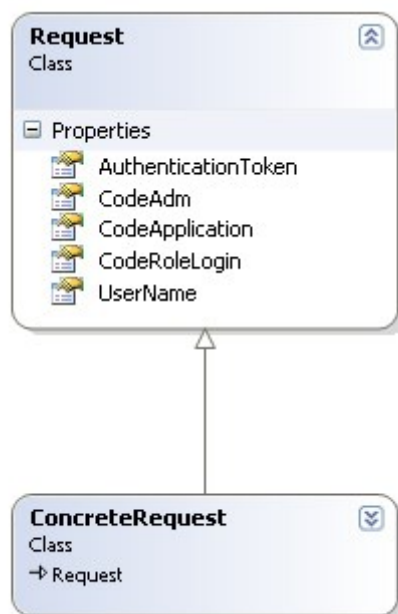 Request
Class
Properties
AuthenticationToken
CodeAdm
CodeApplication
CodeRoleLogin
UserName
ConcreteRequest
Class
Request